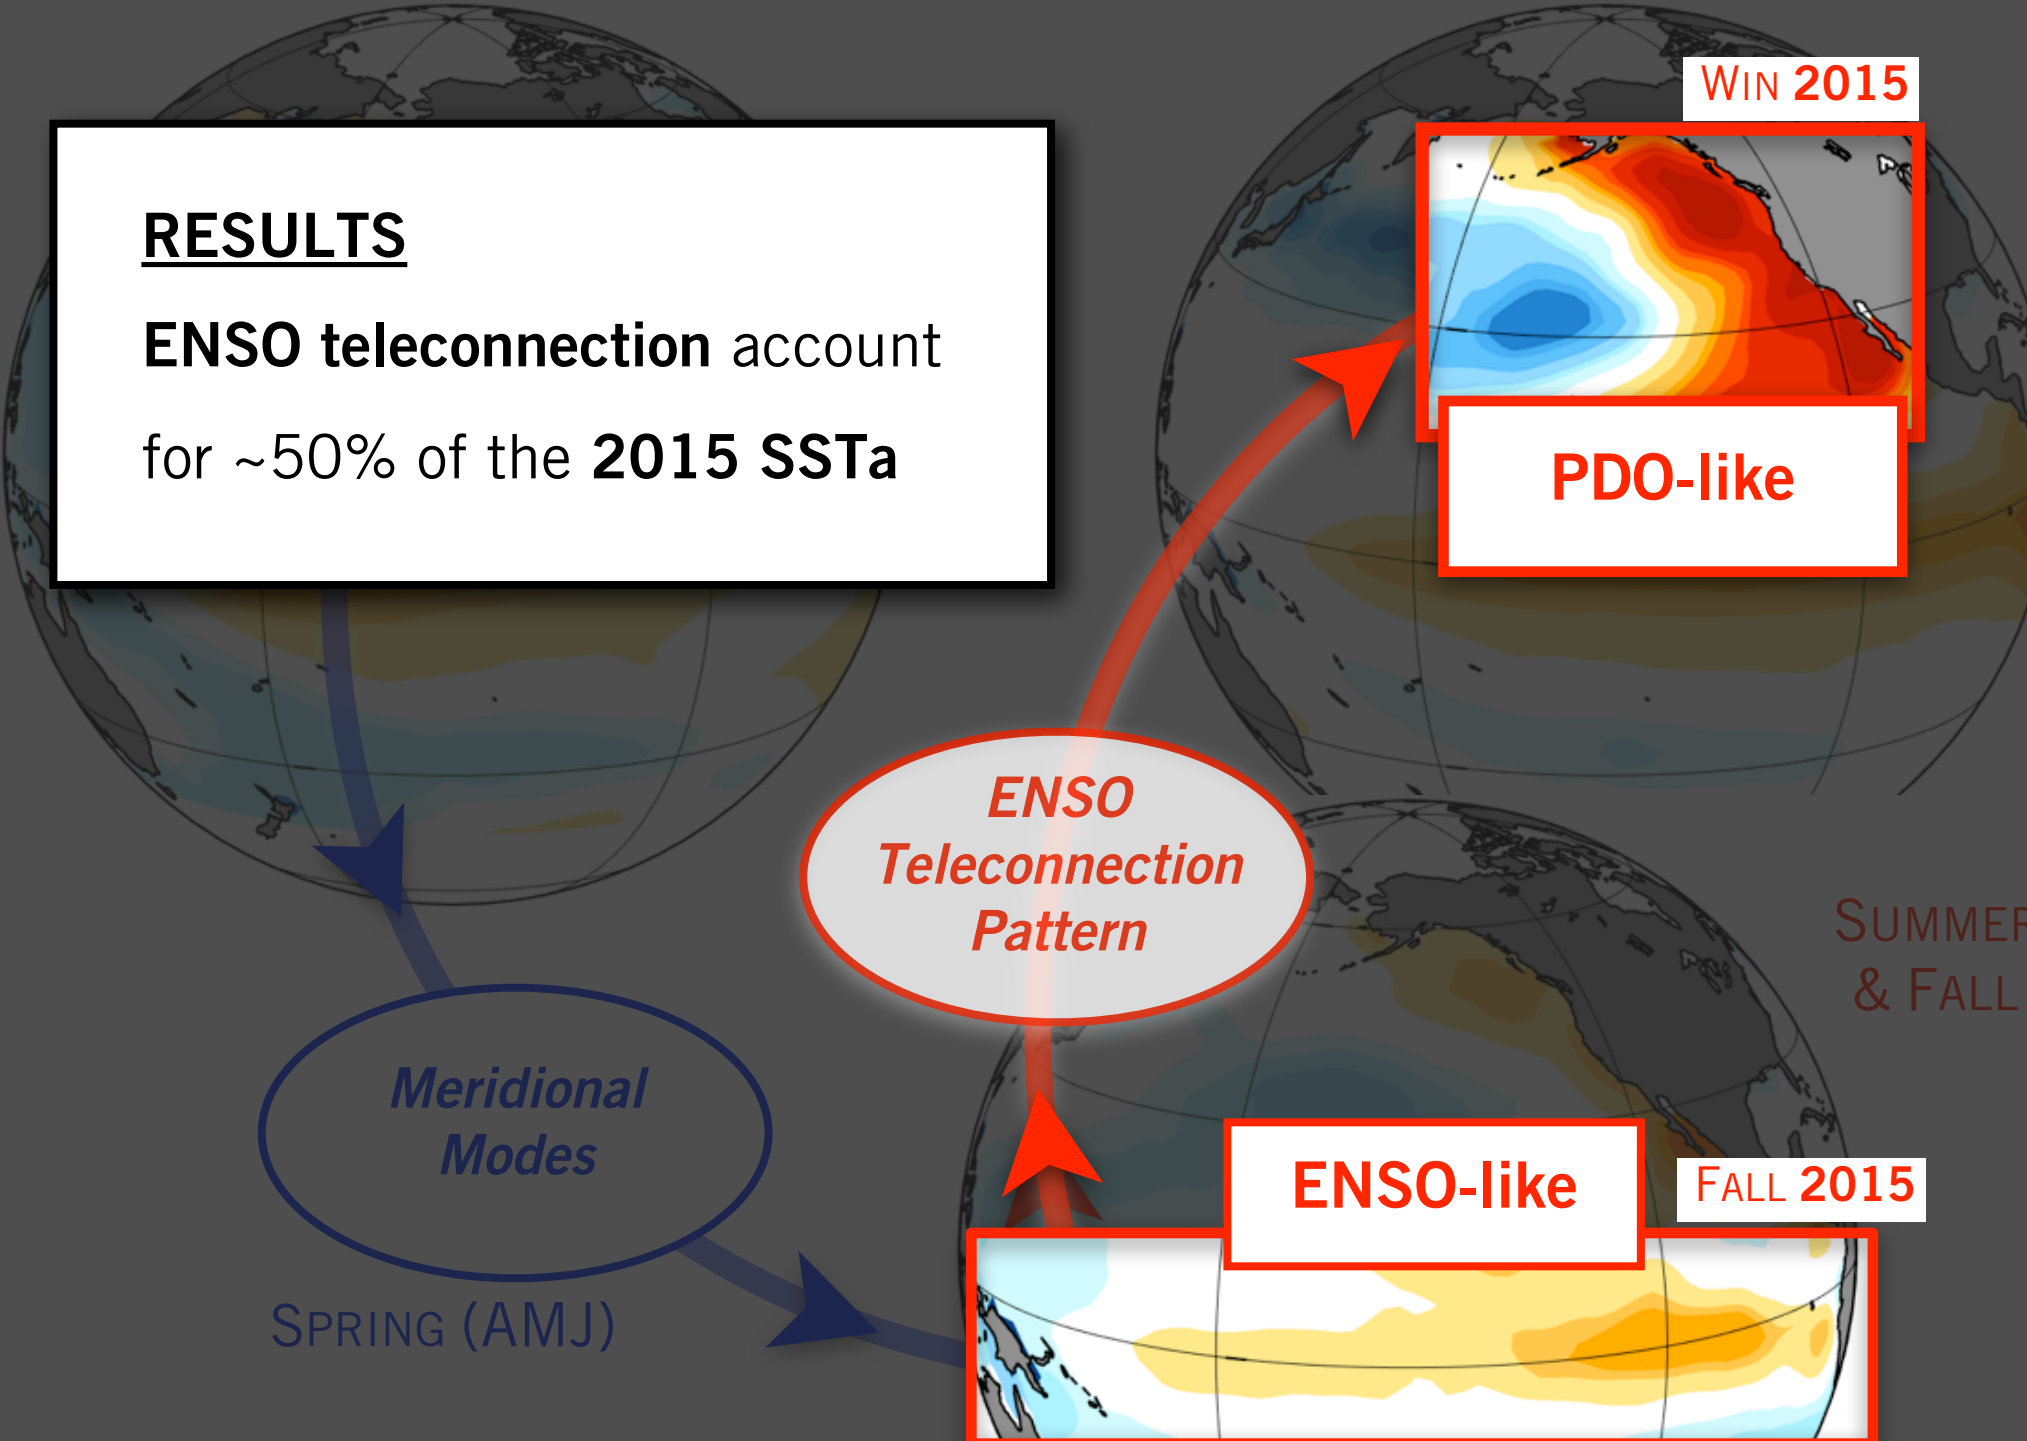 WIN 2015
RESULTS
ENSO teleconnection account
for ~50% of the 2015 SSTa
PDO-like
ENSO
Teleconnection
Pattern
SUMMER
& FALL
Meridional
Modes
SPRING (AMJ)
ENSO-like
FALL 2015